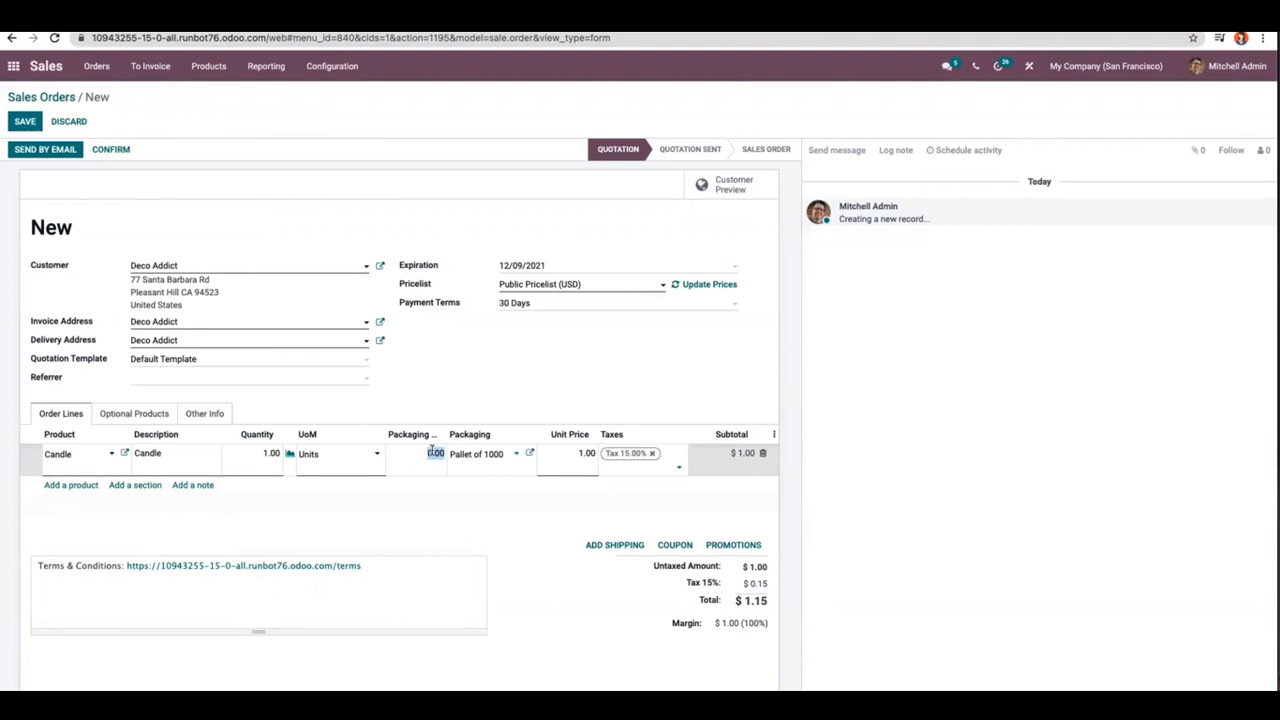 10943255-15-0-all.runbot76.odoo.com/web#menu_id=840&cids=1&action=1195&model=sale.order&view_type=form
Sales Orders To Invoice Products Reporting Configuration 5 26 My Company (San Francisco) Mitchell Admin
Sales Orders / New
SAVE DISCARD
SEND BY EMAIL CONFIRM QUOTATION QUOTATION SENT SALES ORDER Send message Log note Schedule activity 0 Follow 0
Customer
Preview
Today
Mitchell Admin
Creating a new record...
New
Customer Deco Addict Expiration 12/09/2021
77 Santa Barbara Rd
Pleasant Hill CA 94523
United States
Pricelist Public Pricelist (USD) Update Prices
Payment Terms 30 Days
Invoice Address Deco Addict
Delivery Address Deco Addict
Quotation Template Default Template
Referrer
Order Lines Optional Products Other Info
Product Description Quantity UoM Packaging ... Packaging Unit Price Taxes Subtotal
Candle Candle 1.00 Units 0.00 Pallet of 1000 1.00 Tax 15.00% $ 1.00
Add a product Add a section Add a note
ADD SHIPPING COUPON PROMOTIONS
Terms & Conditions: https://10943255-15-0-all.runbot76.odoo.com/terms
Untaxed Amount: $ 1.00
Tax 15%: $ 0.15
Total: $ 1.15
Margin: $ 1.00 (100%)